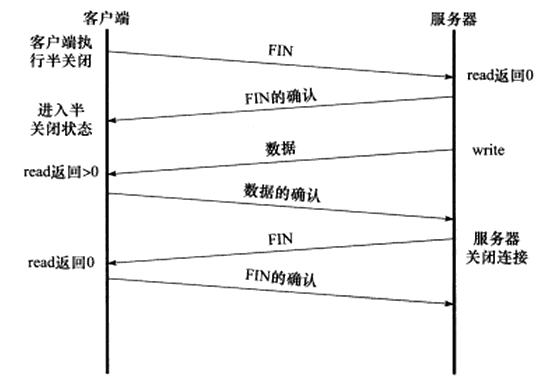 客户端
服务器
客户端执
行半关闭
FIN
read返回0
FIN的确认
进入半
关闭状态
数据
write
read返回>0
数据的确认
FIN
服务器
关闭连接
read返回0
FIN的确认